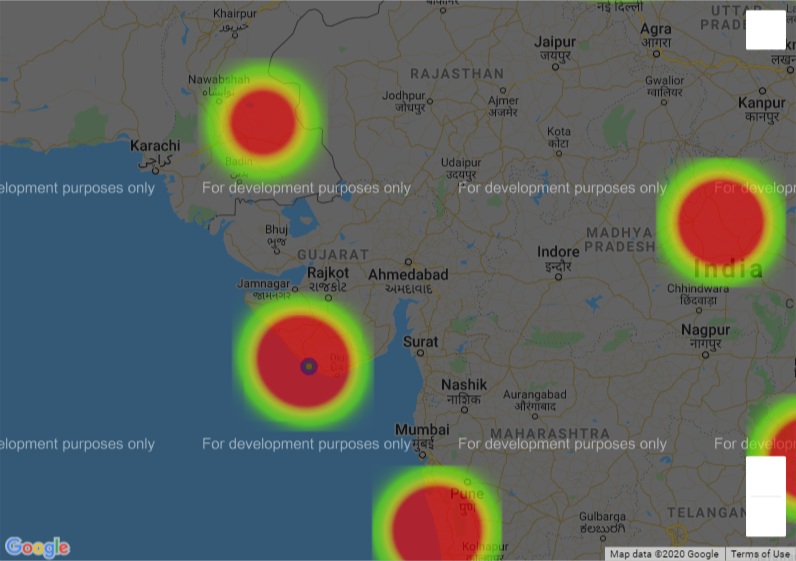 Khairpur
خیرپور
नई दिल्ली
Agra
आगरा
UTTAR
Jaipur
जयपुर
RAJASTHAN
Nawabshah
Gwalior
ग्वालियर
Jodhpur
जोधपुर
Ajmer
अजमेर
Kanpur
कानपुर
Karachi
كراچى
Kota
कोटा
Badin
Udaipur
उदयपुर
elopment purposes only
For development purposes only
For development purposes only
For develop
Bhuj
ભુજ
GUJARAT
MADHYA
PRADESH
Indore
इन्दौर
India
Rajkot
રાજકોટ
Ahmedabad
અમદાવાદ
Jamnagar
જામનગર
Chhindwara
छिंदवाड़ा
Nagpur
नागपुर
Surat
Diu
Nashik
नाशिक
Aurangabad
औरंगाबाद
Mumbai
मुंबई
MAHARASHTRA
elopment purposes only
For development purposes only
For development purposes only
For devel
Pune
पुणे
Gulbarga
ಕಲಬುರಗಿ
TELANGAN
Kolhapur
Google
Map data ©2020 Google
Terms of Use